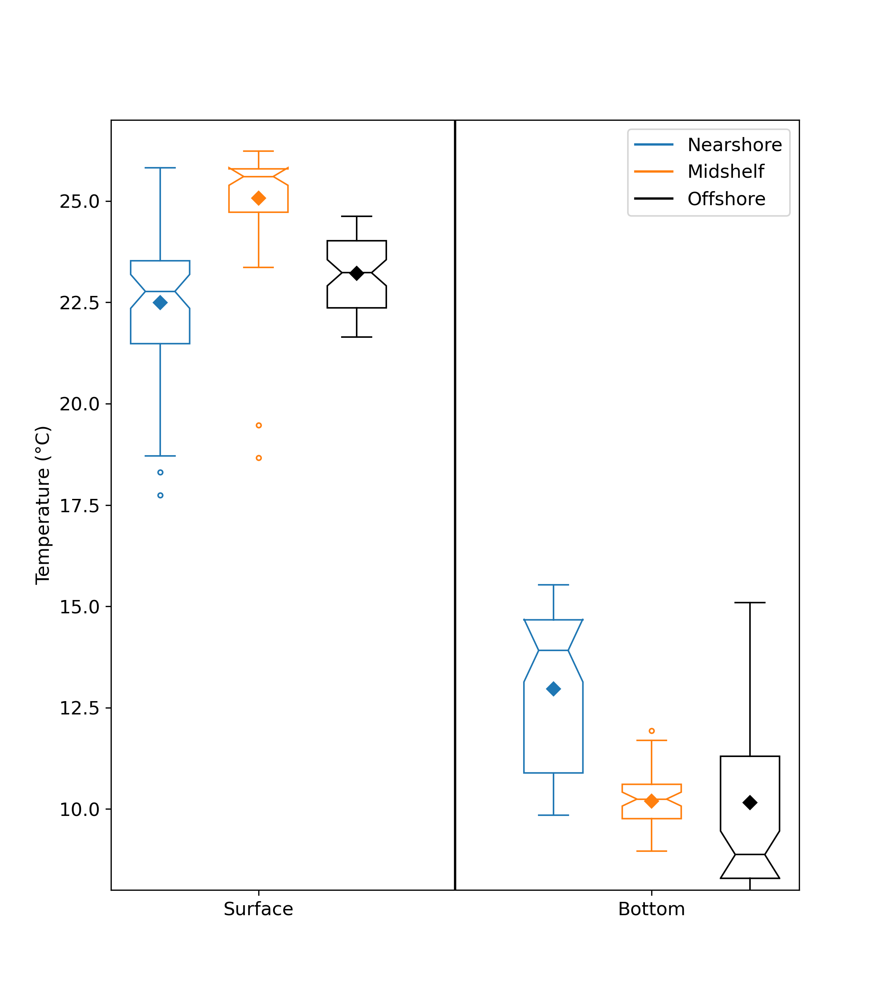 Nearshore
Midshelf
Offshore
25.0
22.5
20.0
17.5
15.0
12.5
10.0
Temperature (°C)
Surface
Bottom